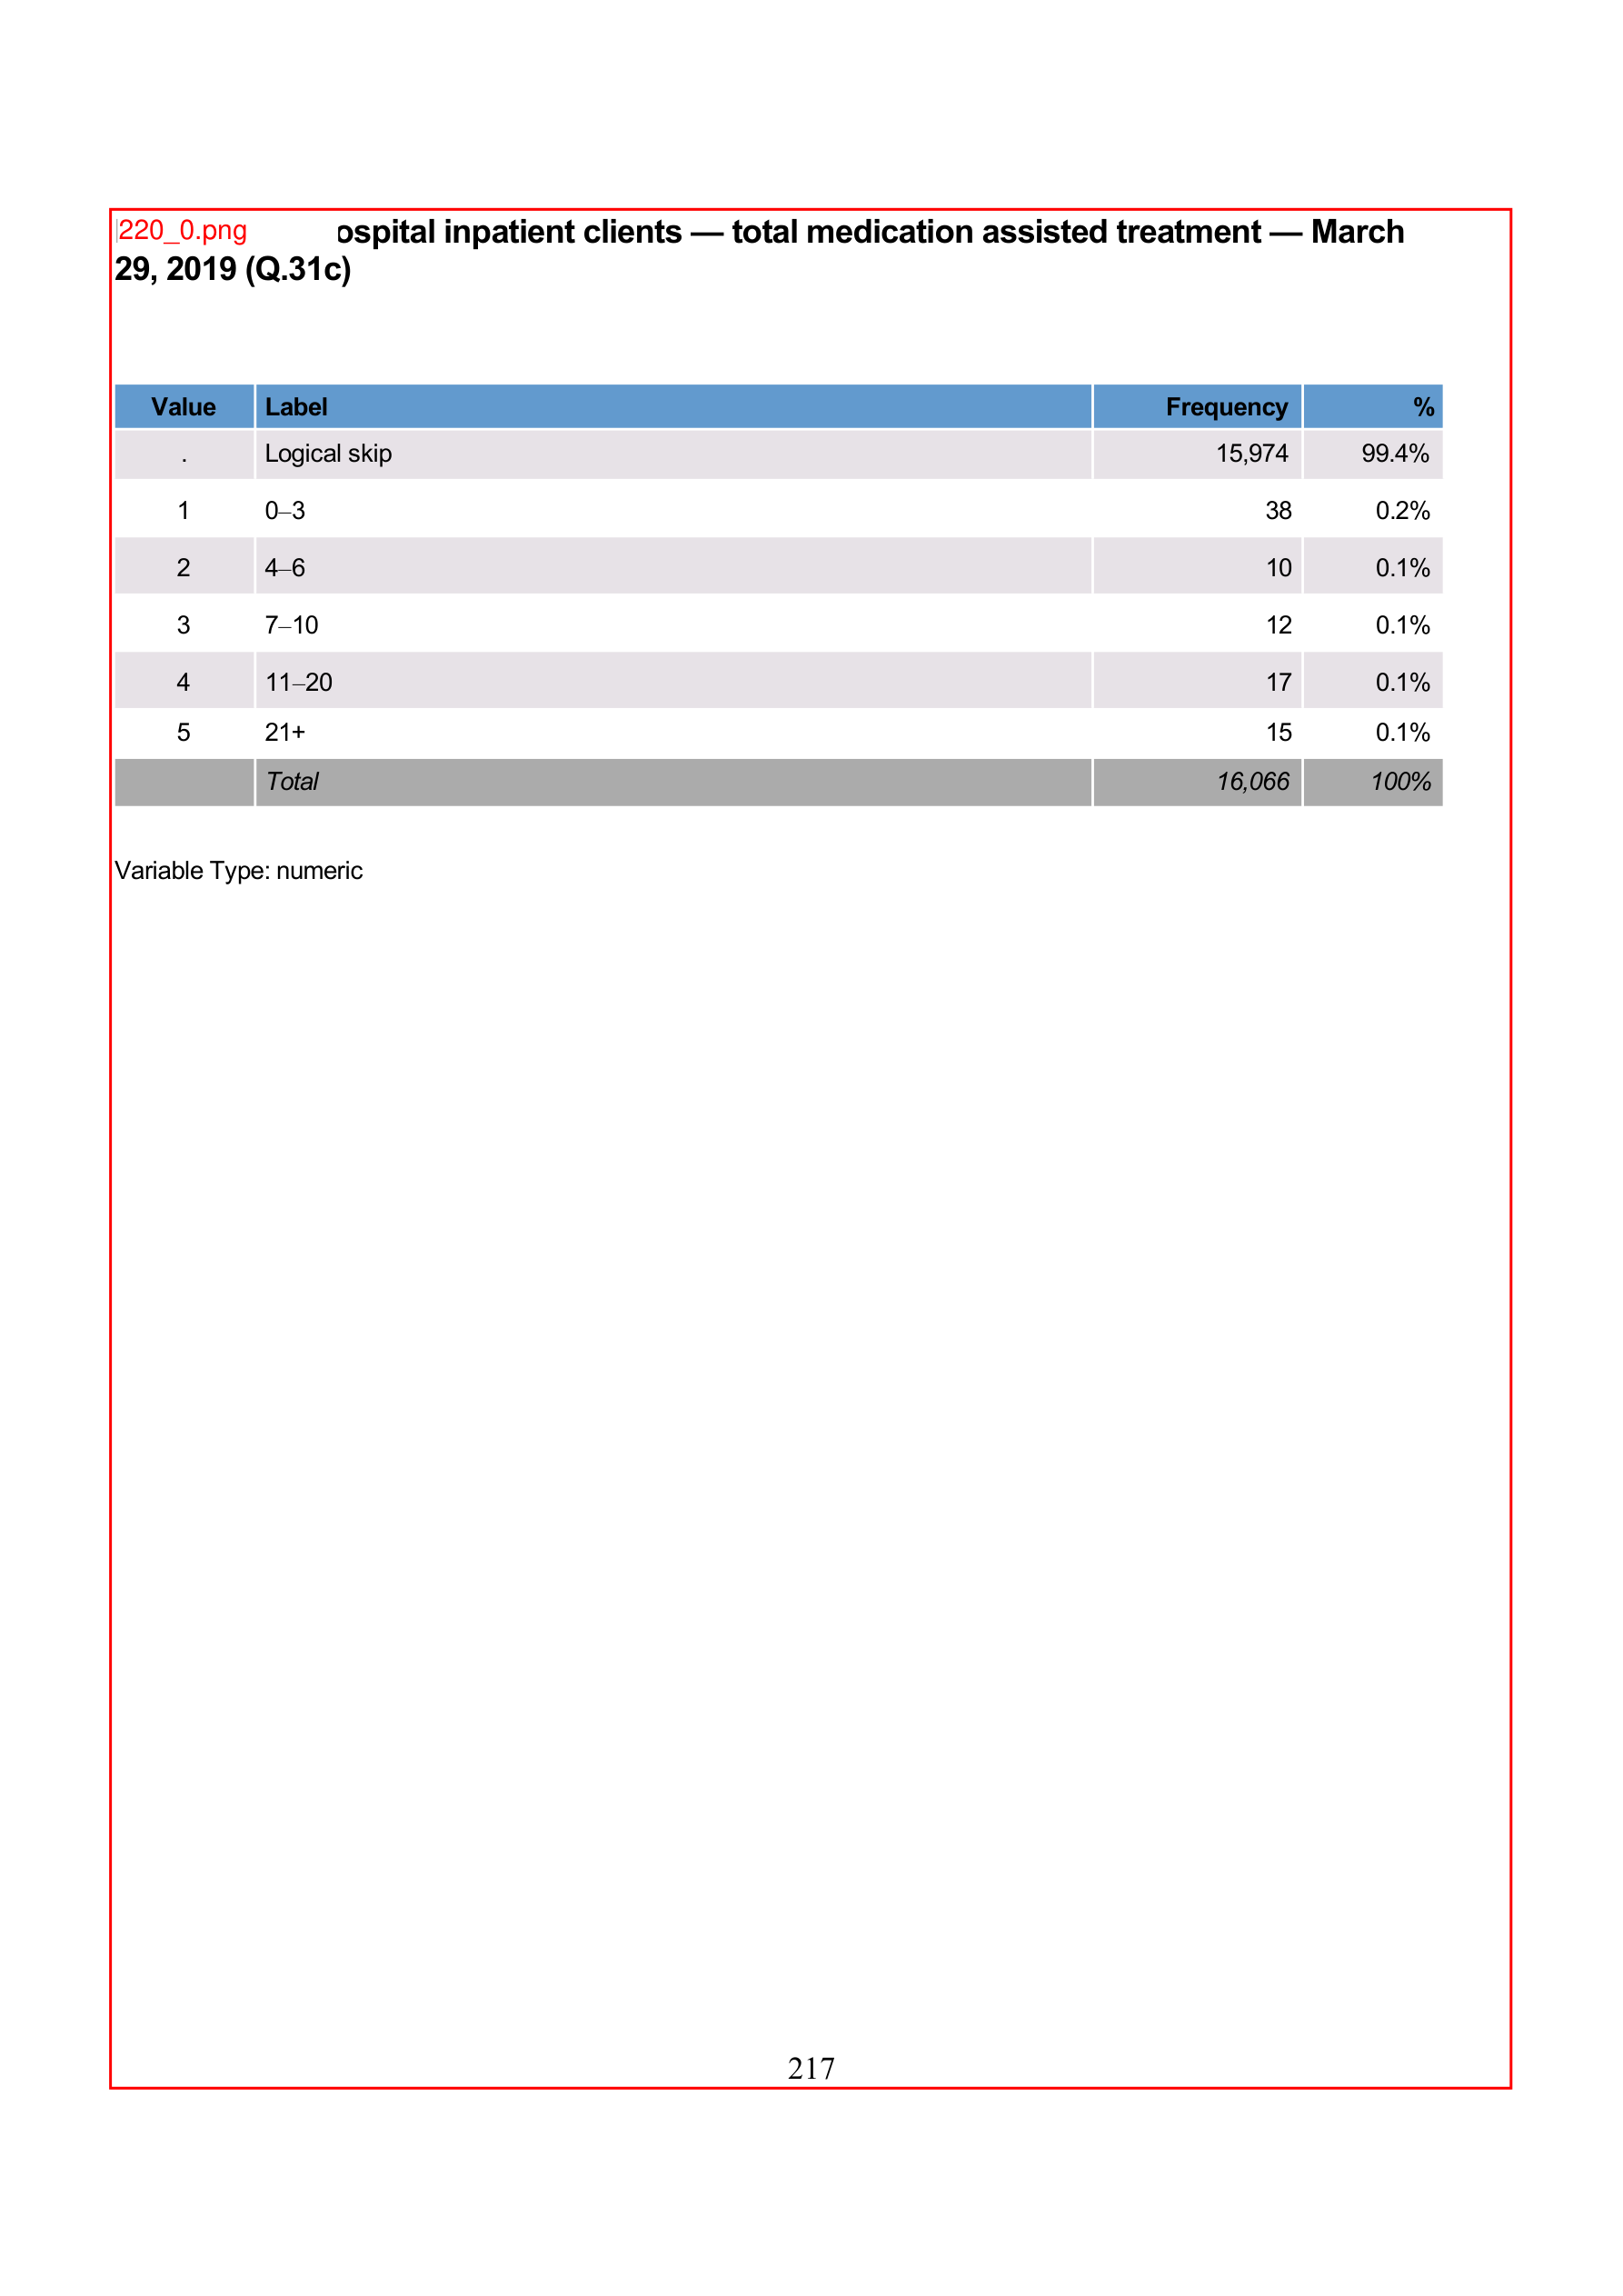 220_0.png ospital inpatient clients — total medication assisted treatment — March
29, 2019 (Q.31c)
Value Label Frequency %
. Logical skip 15,974 99.4%
1 0–3 38 0.2%
2 4–6 10 0.1%
3 7–10 12 0.1%
4 11–20 17 0.1%
5 21+ 15 0.1%
Total 16,066 100%
Variable Type: numeric
217